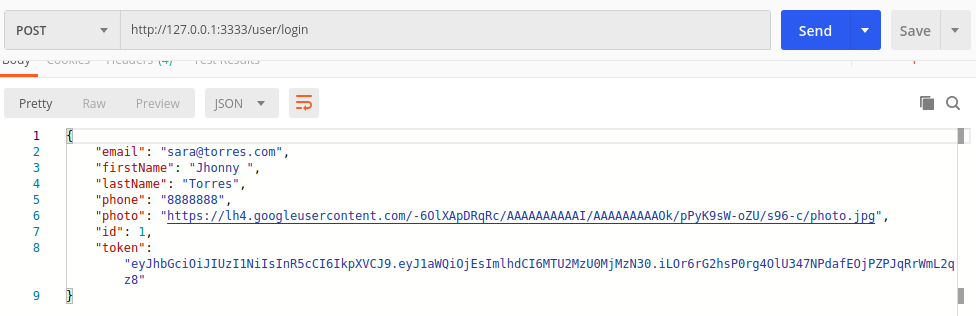 POST http://127.0.0.1:3333/user/login Send Save
Body Cookies Headers (4) Test Results
Pretty Raw Preview JSON
1 {
2 "email": "sara@torres.com",
3 "firstName": "Jhonny ",
4 "lastName": "Torres",
5 "phone": "8888888",
6 "photo": "https://lh4.googleusercontent.com/-6OlXApDRqRc/AAAAAAAAAAI/AAAAAAAAAOk/pPyK9sW-oZU/s96-c/photo.jpg",
7 "id": 1,
8 "token":
"eyJhbGciOiJIUzI1NiIsInR5cCI6IkpXVCJ9.eyJ1aWQiOjEsImlhdCI6MTU2MzU0MjMzN30.iLOr6rG2hsP0rg4OlU347NPdafEOjPZPJqRrWmL2q
z8"
9 }